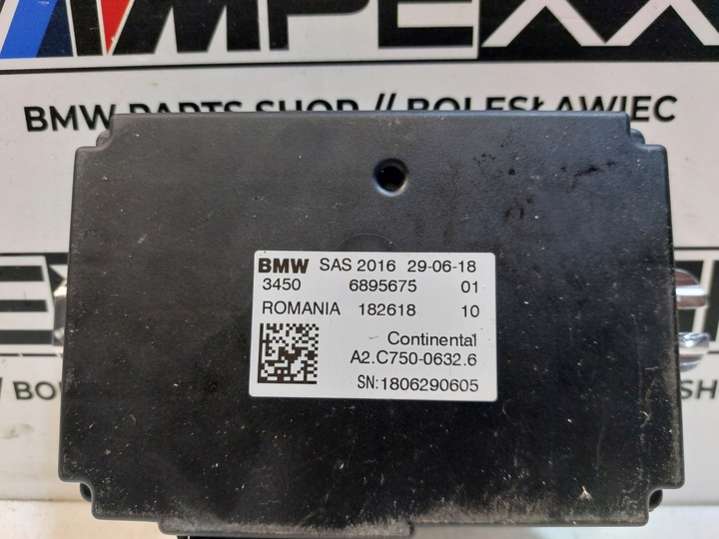 AMPEXX
BMW PARTS SHOP // BOLESŁAWIEC
BMW SAS 2016 29-06-18
3450 6895675 01
ROMANIA 182618 10
Continental
A2.C750-0632.6
SN:1806290605